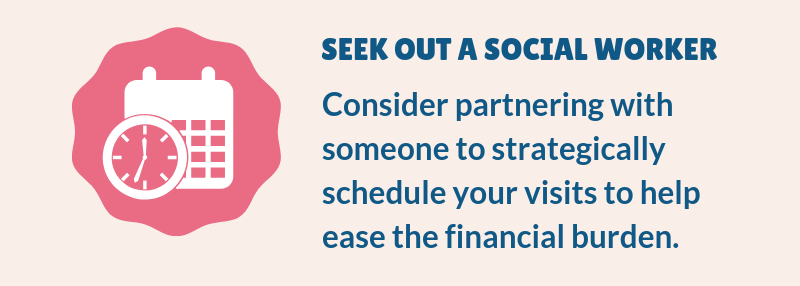 SEEK OUT A SOCIAL WORKER
Consider partnering with
someone to strategically
schedule your visits to help
ease the financial burden.